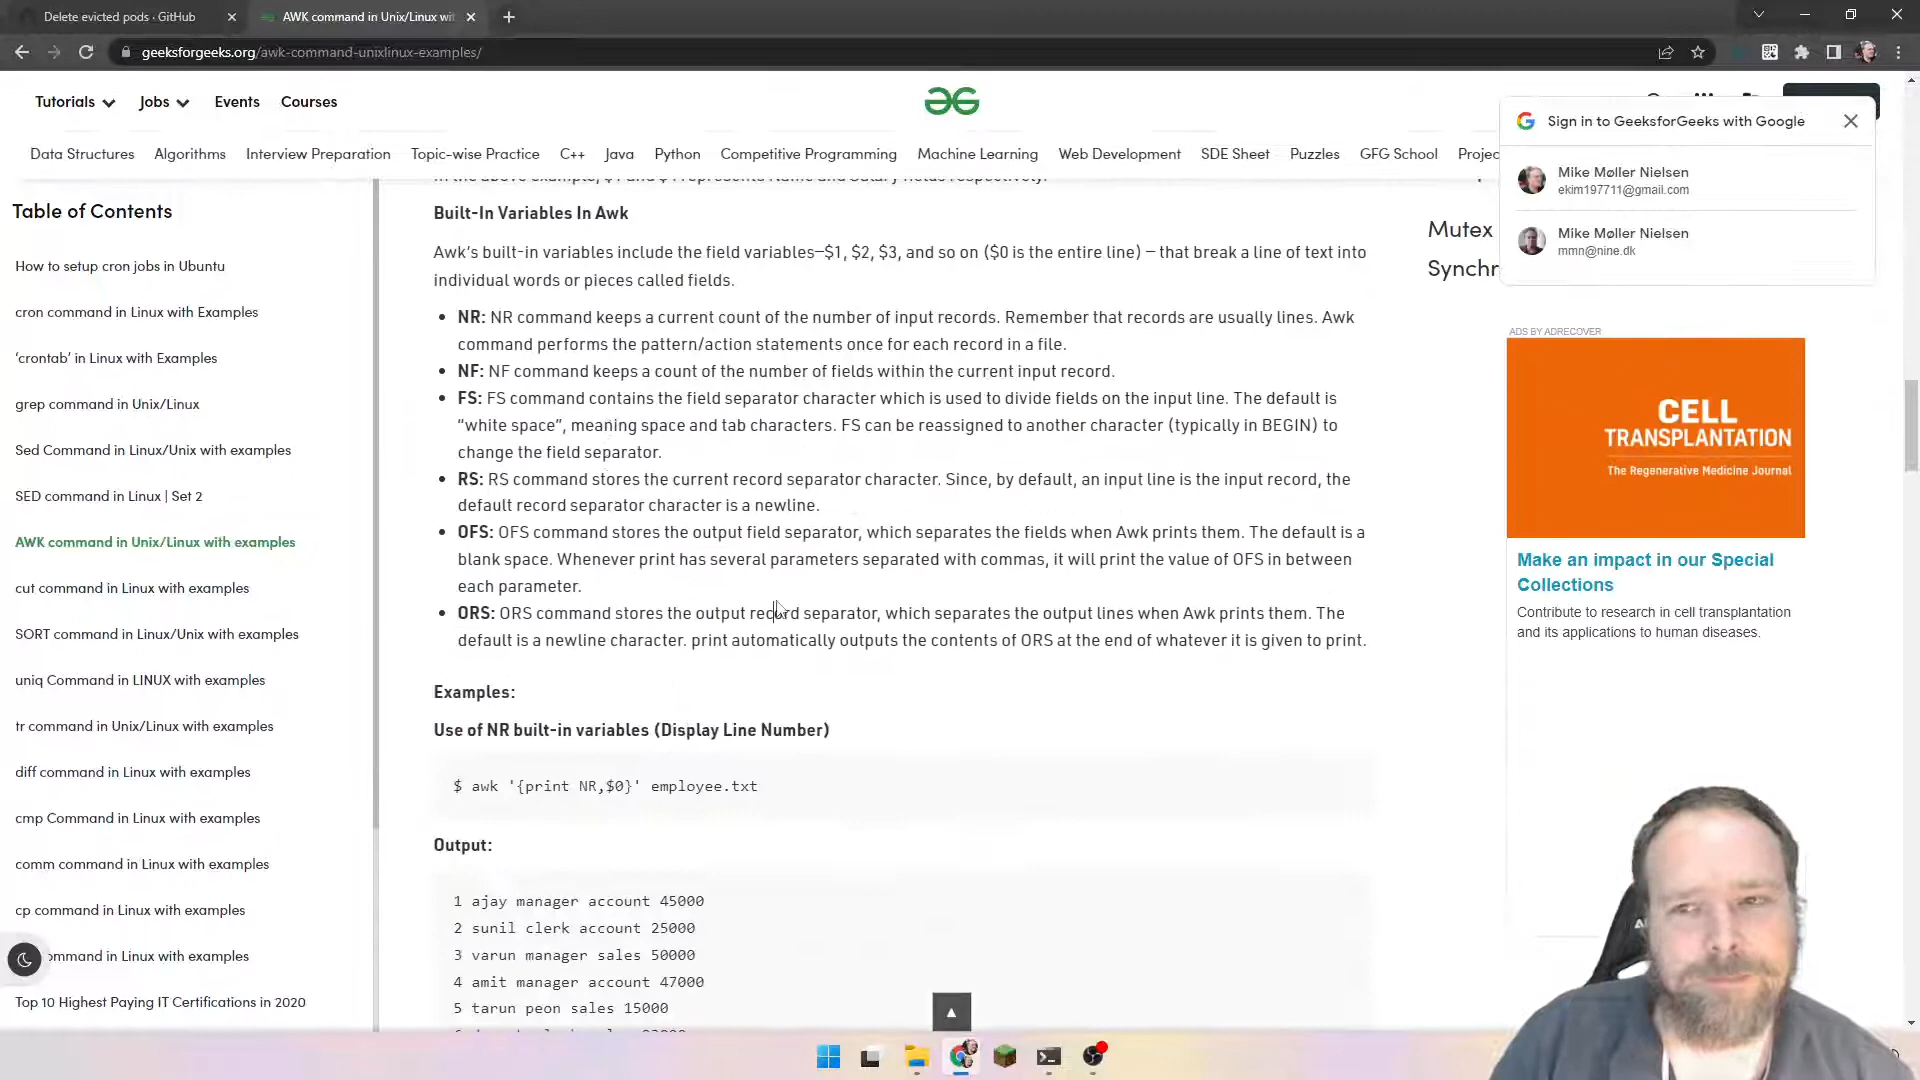 Delete evicted pods · GitHub
AWK command in Unix/Linux wit
geeksforgeeks.org/awk-command-unixlinux-examples/
Tutorials
Jobs
Events
Courses
Data Structures
Algorithms
Interview Preparation
Topic-wise Practice
C++
Java
Python
Competitive Programming
Machine Learning
Web Development
SDE Sheet
Puzzles
GFG School
Projec
Sign in to GeeksforGeeks with Google
Mike Møller Nielsen
ekim197711@gmail.com
Mike Møller Nielsen
mmn@nine.dk
Table of Contents
How to setup cron jobs in Ubuntu
cron command in Linux with Examples
‘crontab’ in Linux with Examples
grep command in Unix/Linux
Sed Command in Linux/Unix with examples
SED command in Linux | Set 2
AWK command in Unix/Linux with examples
cut command in Linux with examples
SORT command in Linux/Unix with examples
uniq Command in LINUX with examples
tr command in Unix/Linux with examples
diff command in Linux with examples
cmp Command in Linux with examples
comm command in Linux with examples
cp command in Linux with examples
ommand in Linux with examples
Top 10 Highest Paying IT Certifications in 2020
Built-In Variables In Awk
Awk’s built-in variables include the field variables—$1, $2, $3, and so on ($0 is the entire line) — that break a line of text into
individual words or pieces called fields.
• NR: NR command keeps a current count of the number of input records. Remember that records are usually lines. Awk
command performs the pattern/action statements once for each record in a file.
• NF: NF command keeps a count of the number of fields within the current input record.
• FS: FS command contains the field separator character which is used to divide fields on the input line. The default is
“white space”, meaning space and tab characters. FS can be reassigned to another character (typically in BEGIN) to
change the field separator.
• RS: RS command stores the current record separator character. Since, by default, an input line is the input record, the
default record separator character is a newline.
• OFS: OFS command stores the output field separator, which separates the fields when Awk prints them. The default is a
blank space. Whenever print has several parameters separated with commas, it will print the value of OFS in between
each parameter.
• ORS: ORS command stores the output record separator, which separates the output lines when Awk prints them. The
default is a newline character. print automatically outputs the contents of ORS at the end of whatever it is given to print.
Examples:
Use of NR built-in variables (Display Line Number)
$ awk '{print NR,$0}' employee.txt
Output:
1 ajay manager account 45000
2 sunil clerk account 25000
3 varun manager sales 50000
4 amit manager account 47000
5 tarun peon sales 15000
Mutex
Synchr
ADS BY ADRECOVER
CELL
TRANSPLANTATION
The Regenerative Medicine Journal
Make an impact in our Special
Collections
Contribute to research in cell transplantation
and its applications to human diseases.